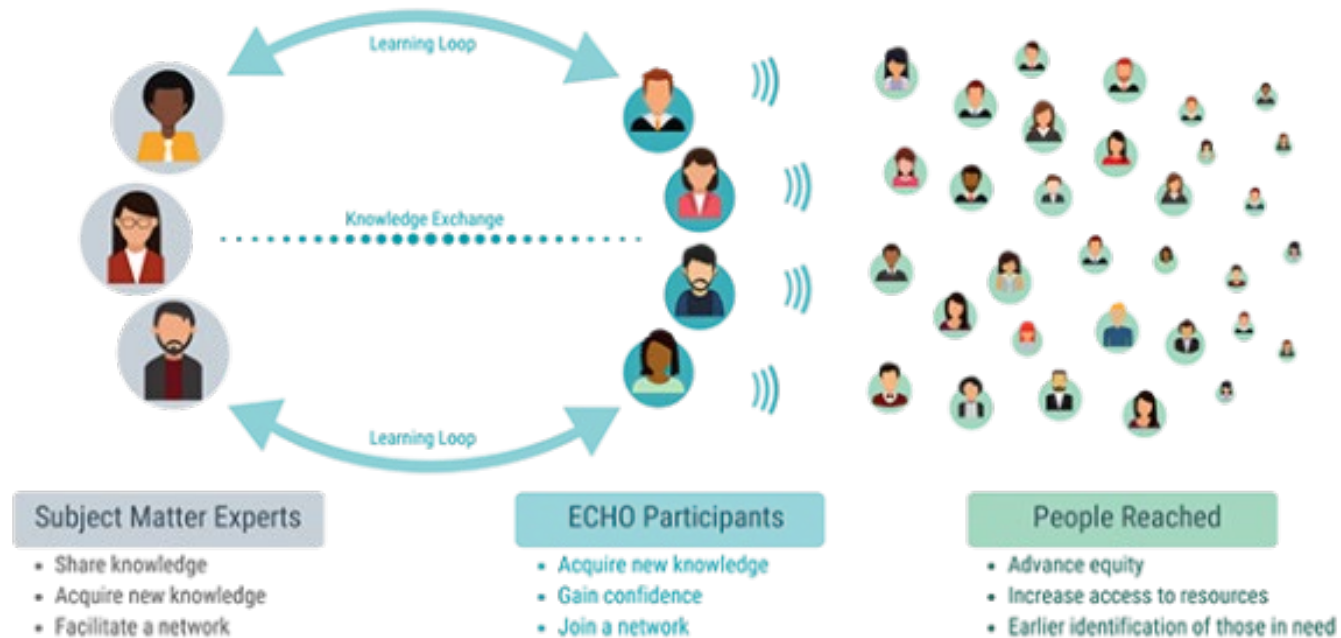 Learning Loop
Knowledge Exchange
Learning Loop
Subject Matter Experts
• Share knowledge
• Acquire new knowledge
• Facilitate a network
ECHO Participants
• Acquire new knowledge
• Gain confidence
• Join a network
People Reached
• Advance equity
• Increase access to resources
• Earlier identification of those in need